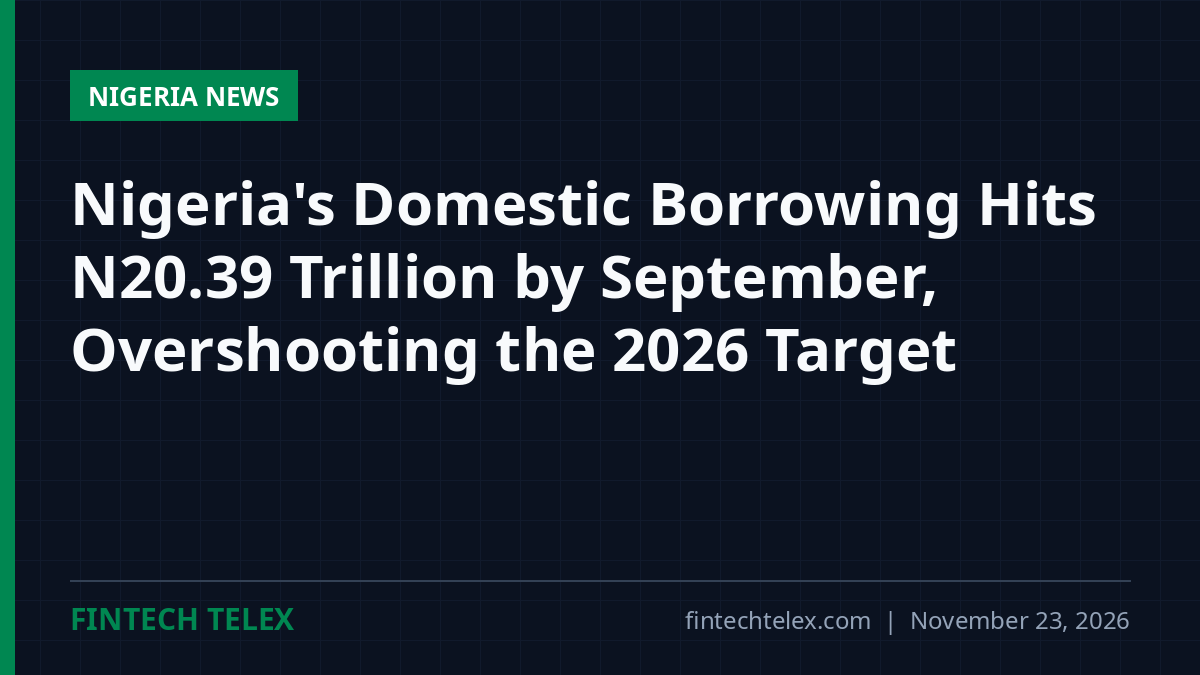 NIGERIA NEWS
Nigeria's Domestic Borrowing Hits
N20.39 Trillion by September,
Overshooting the 2026 Target
FINTECH TELEX
fintechtelex.com | November 23, 2026